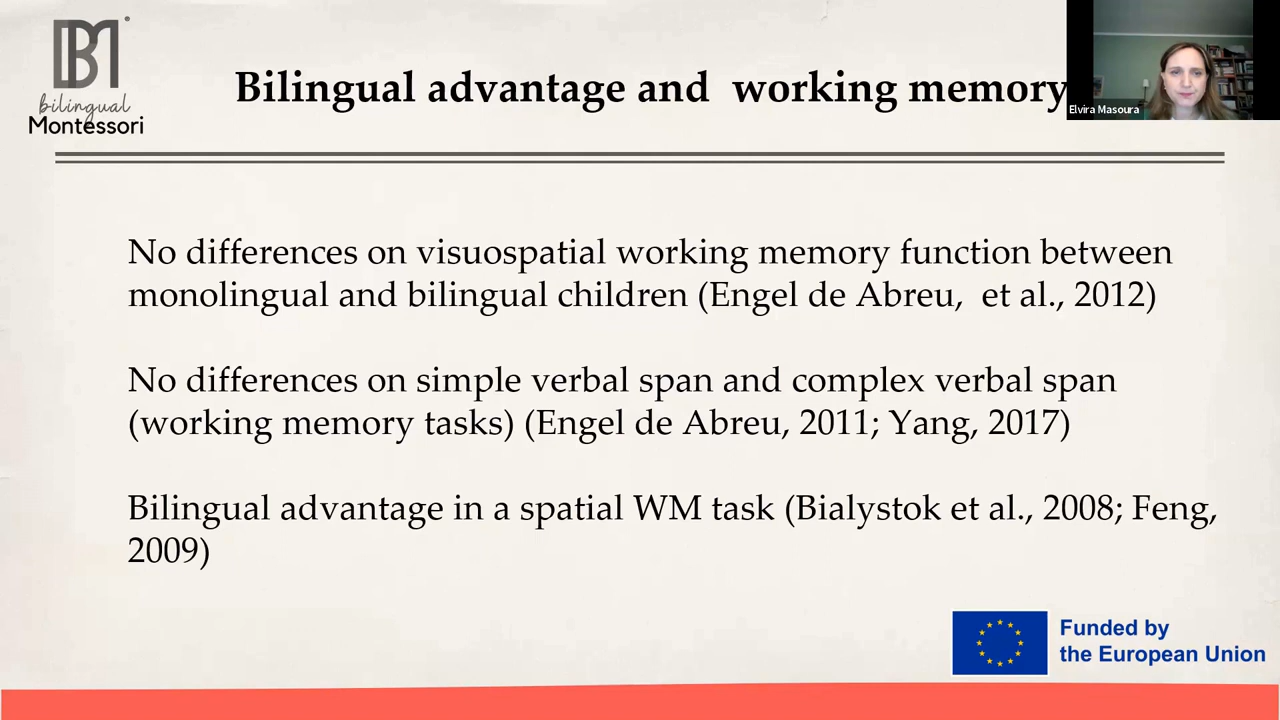 bilingual
Montessori
Bilingual advantage and working memory
Elvira Masoura
No differences on visuospatial working memory function between
monolingual and bilingual children (Engel de Abreu, et al., 2012)
No differences on simple verbal span and complex verbal span
(working memory tasks) (Engel de Abreu, 2011; Yang, 2017)
Bilingual advantage in a spatial WM task (Bialystok et al., 2008; Feng,
2009)
Funded by
the European Union